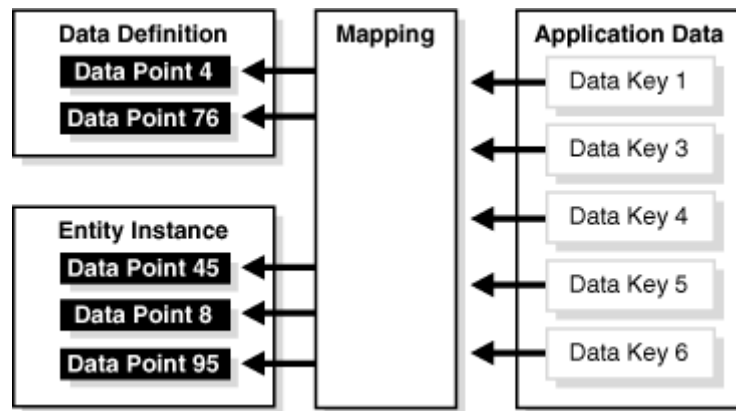 Data Definition
Data Point 4
Data Point 76
Entity Instance
Data Point 45
Data Point 8
Data Point 95
Mapping
Application Data
Data Key 1
Data Key 3
Data Key 4
Data Key 5
Data Key 6